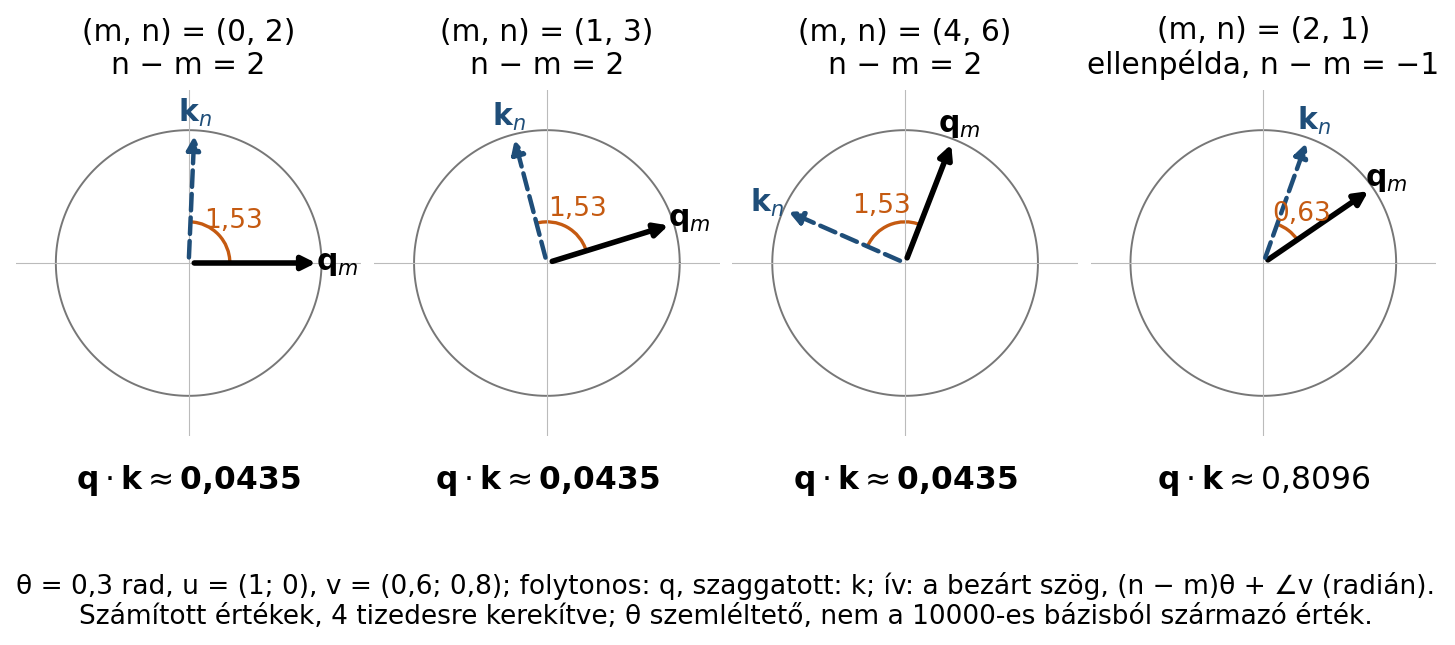 (m, n) = (0, 2)
n − m = 2
kₙ
1,53
qₘ
q · k ≈ 0,0435
(m, n) = (1, 3)
n − m = 2
kₙ
1,53
qₘ
q · k ≈ 0,0435
(m, n) = (4, 6)
n − m = 2
qₘ
kₙ
1,53
q · k ≈ 0,0435
(m, n) = (2, 1)
ellenpélda, n − m = −1
kₙ
qₘ
0,63
q · k ≈ 0,8096
θ = 0,3 rad, u = (1; 0), v = (0,6; 0,8); folytonos: q, szaggatott: k; ív: a bezárt szög, (n − m)θ + ∠v (radián).
Számított értékek, 4 tizedesre kerekítve; θ szemléltető, nem a 10000-es bázisból származó érték.